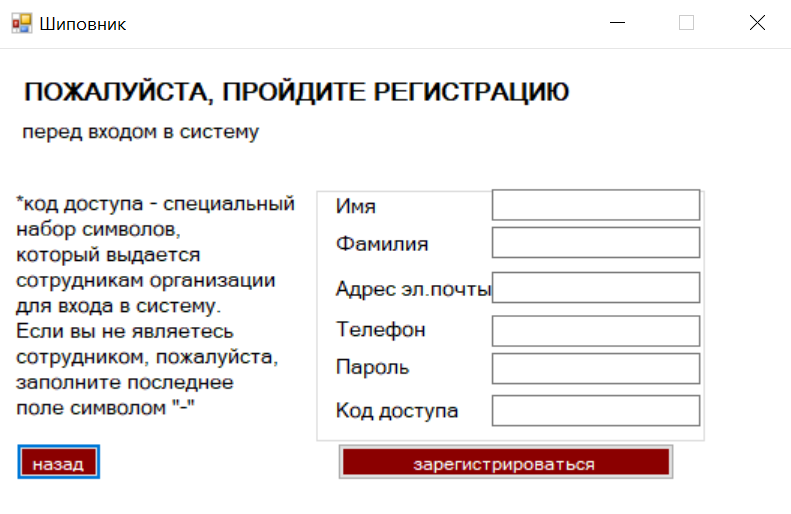 Шиповник
ПОЖАЛУЙСТА, ПРОЙДИТЕ РЕГИСТРАЦИЮ
перед входом в систему
*код доступа - специальный
набор символов,
который выдается
сотрудникам организации
для входа в систему.
Если вы не являетесь
сотрудником, пожалуйста,
заполните последнее
поле символом "-"
Имя
Фамилия
Адрес эл.почты
Телефон
Пароль
Код доступа
назад
зарегистрироваться